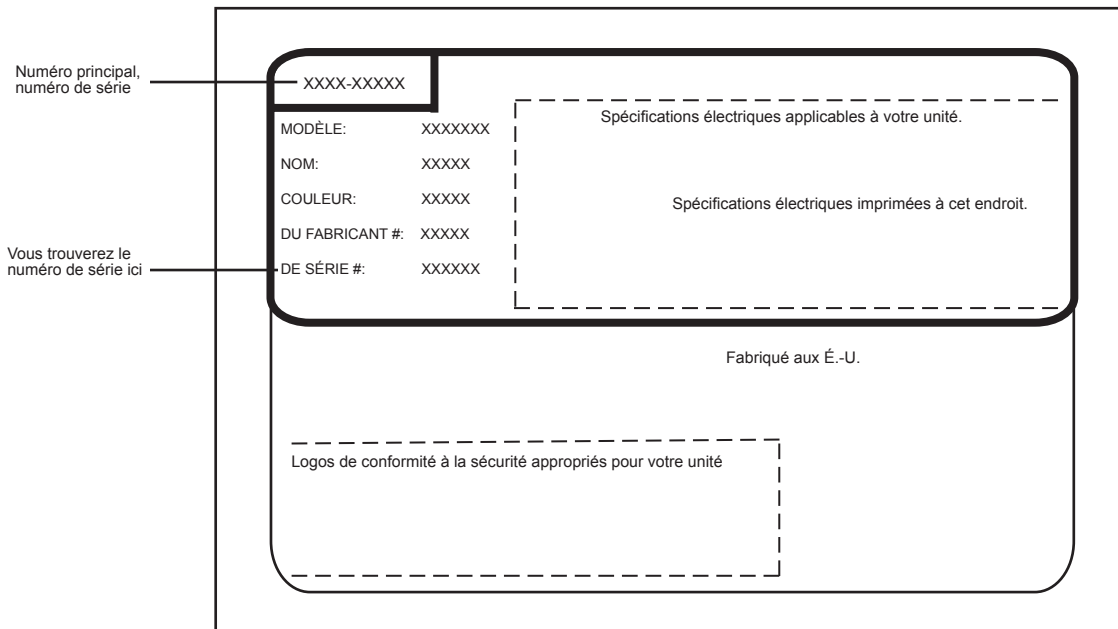 Numéro principal,
numéro de série
XXXX-XXXXX
Spécifications électriques applicables à votre unité.
MODÈLE: XXXXXXX
NOM: XXXXX
COULEUR: XXXXX
Spécifications électriques imprimées à cet endroit.
DU FABRICANT #: XXXXX
Vous trouverez le
numéro de série ici
DE SÉRIE #: XXXXXX
Fabriqué aux É.-U.
Logos de conformité à la sécurité appropriés pour votre unité